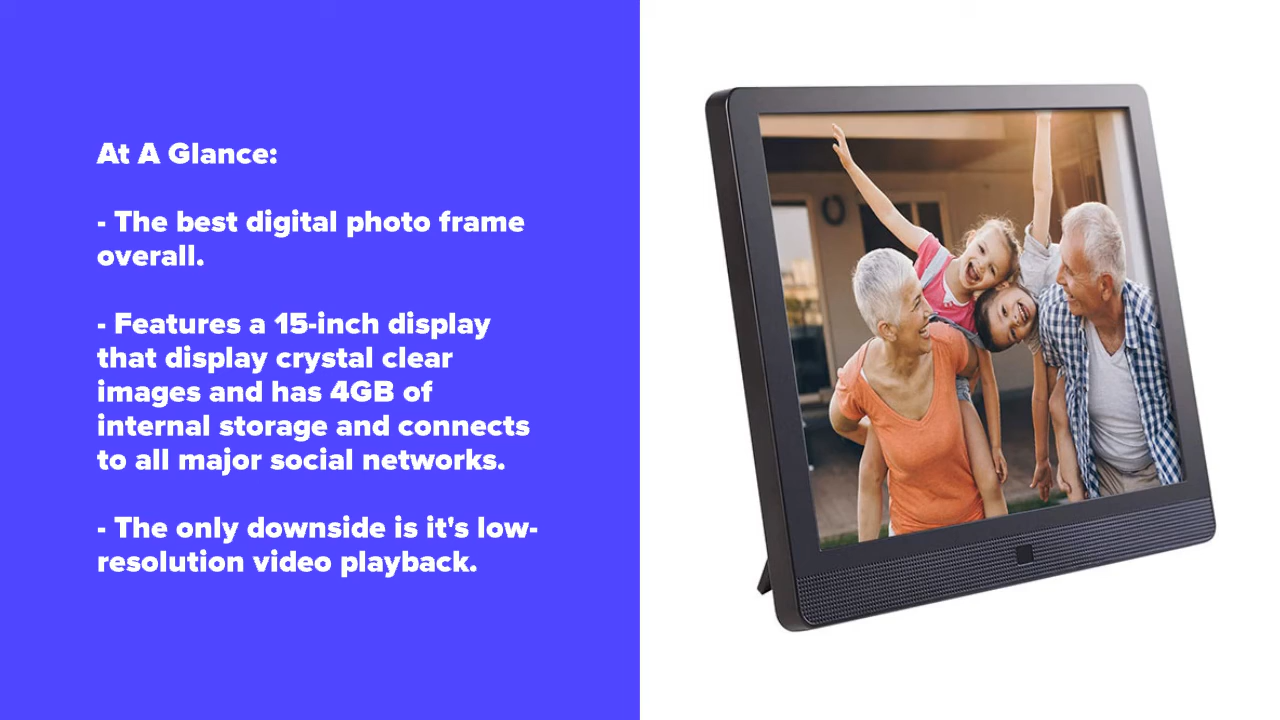 At A Glance:
- The best digital photo frame
overall.
- Features a 15-inch display
that display crystal clear
images and has 4GB of
internal storage and connects
to all major social networks.
- The only downside is it's low-
resolution video playback.